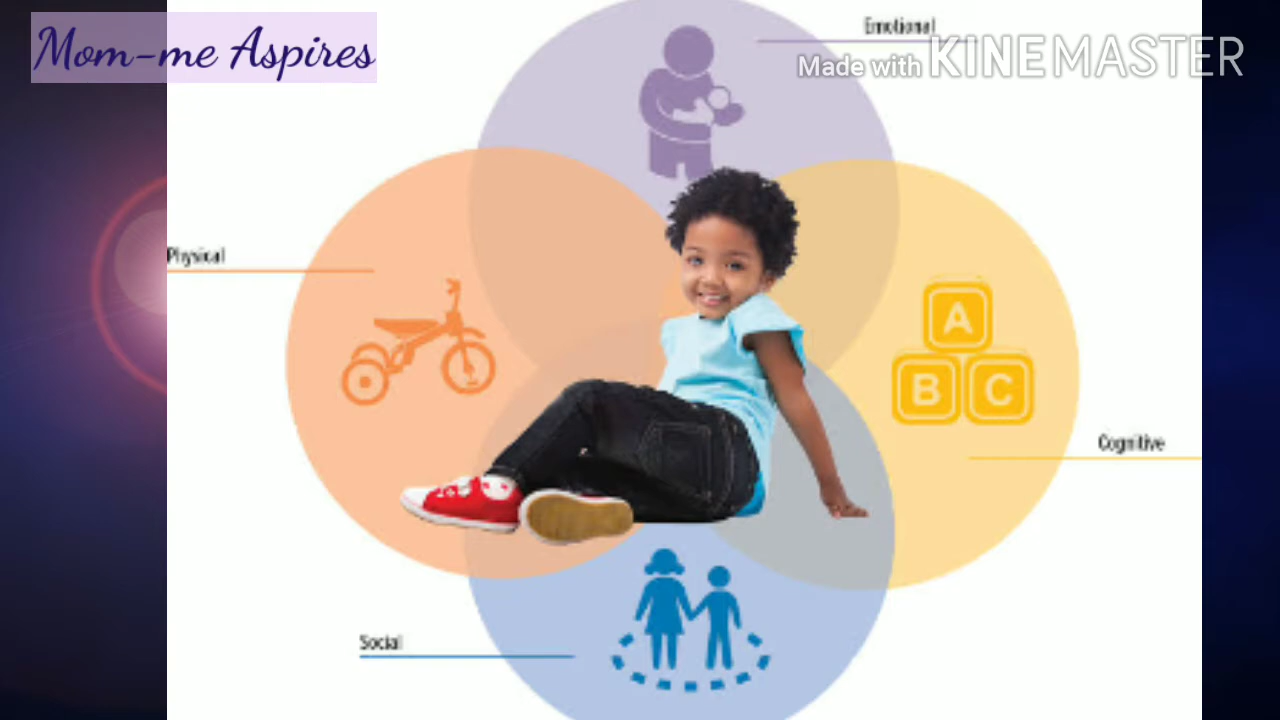 Mom-me Aspires
Emotional
Made with KINEMASTER
Physical
A
B C
Cognitive
Social